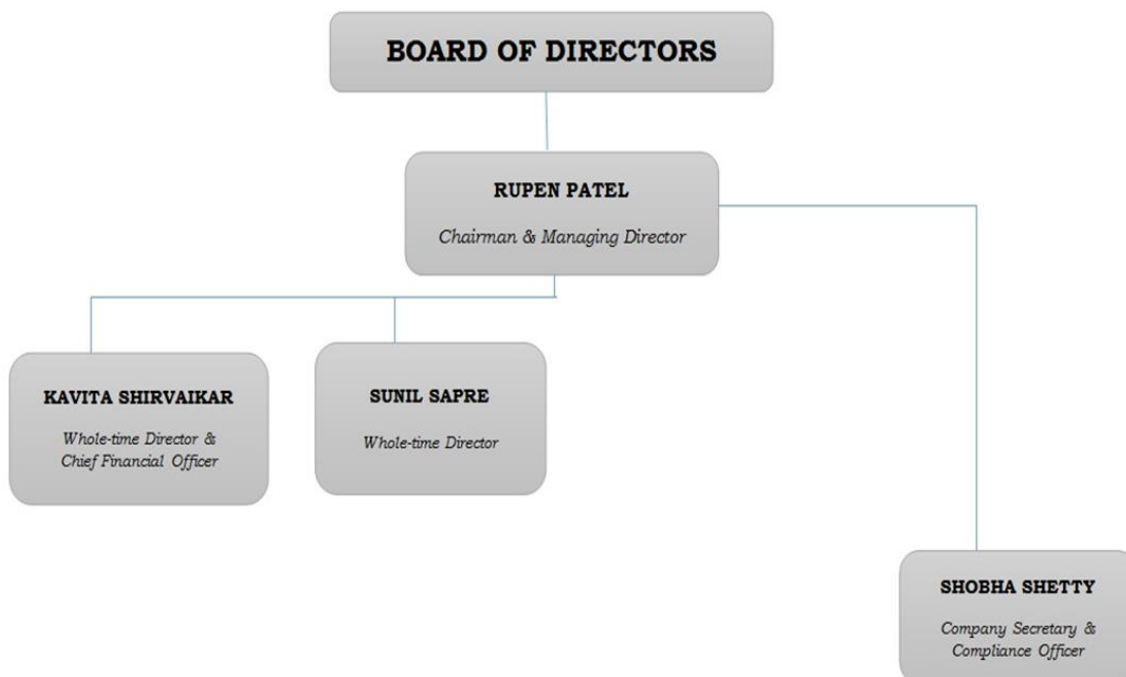 BOARD OF DIRECTORS
RUPEN PATEL
Chairman & Managing Director
KAVITA SHIRVAIKAR
Whole-time Director &
Chief Financial Officer
SUNIL SAPRE
Whole-time Director
SHOBHA SHETTY
Company Secretary &
Compliance Officer